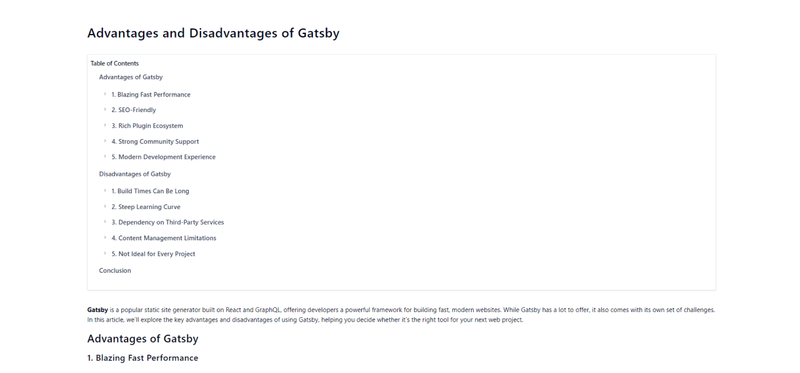 Advantages and Disadvantages of Gatsby
Table of Contents
Advantages of Gatsby
1. Blazing Fast Performance
2. SEO-Friendly
3. Rich Plugin Ecosystem
4. Strong Community Support
5. Modern Development Experience
Disadvantages of Gatsby
1. Build Times Can Be Long
2. Steep Learning Curve
3. Dependency on Third-Party Services
4. Content Management Limitations
5. Not Ideal for Every Project
Conclusion
Gatsby is a popular static site generator built on React and GraphQL, offering developers a powerful framework for building fast, modern websites. While Gatsby has a lot to offer, it also comes with its own set of challenges.
In this article, we'll explore the key advantages and disadvantages of using Gatsby, helping you decide whether it's the right tool for your next web project.
Advantages of Gatsby
1. Blazing Fast Performance